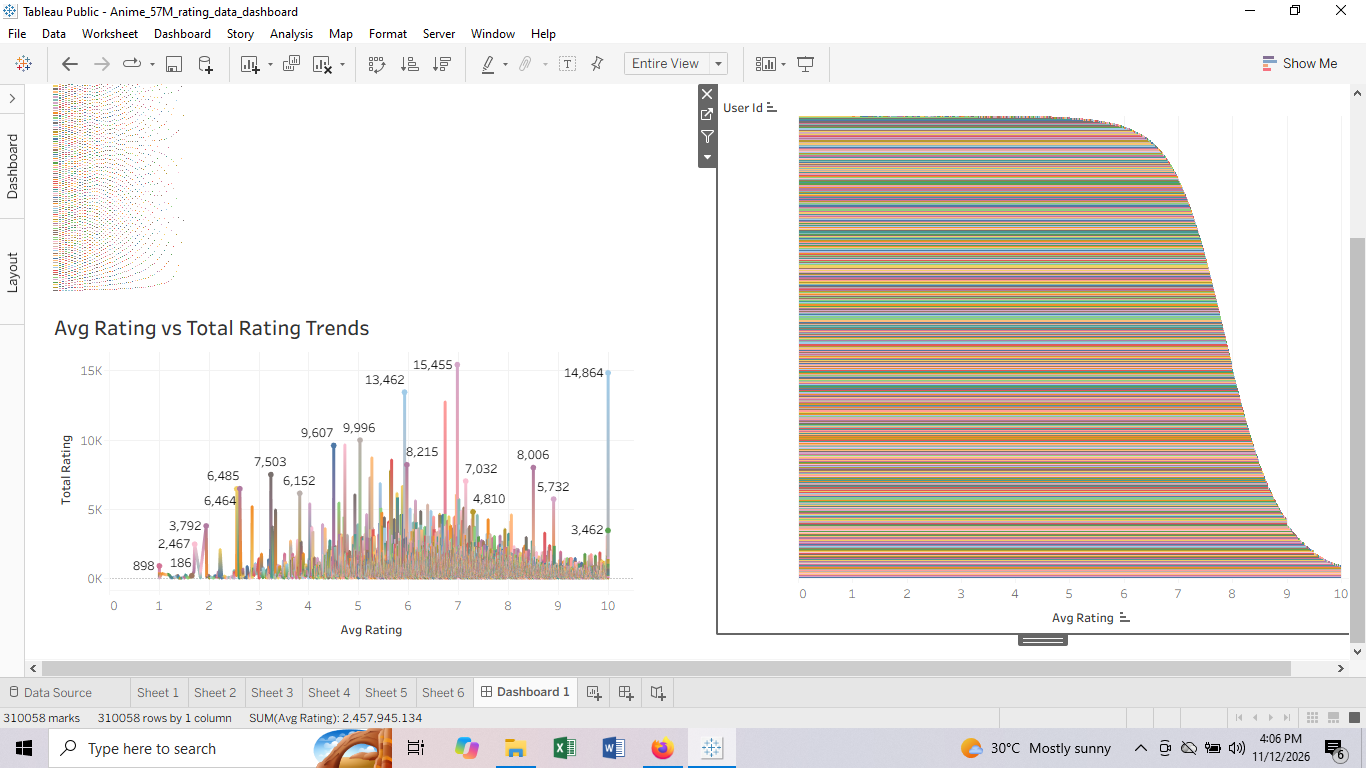 Tableau Public - Anime_57M_rating_data_dashboard
File Data Worksheet Dashboard Story Analysis Map Format Server Window Help
Entire View
Show Me
Dashboard
Layout
User Id
Avg Rating vs Total Rating Trends
15K
10K
5K
0K
Total Rating
898
2,467
186
3,792
6,464
6,485
7,503
6,152
9,607
9,996
13,462
8,215
15,455
7,032
4,810
8,006
5,732
14,864
3,462
0 1 2 3 4 5 6 7 8 9 10
Avg Rating
0 1 2 3 4 5 6 7 8 9 10
Avg Rating
Data Source Sheet 1 Sheet 2 Sheet 3 Sheet 4 Sheet 5 Sheet 6 Dashboard 1
310058 marks 310058 rows by 1 column SUM(Avg Rating): 2,457,945.134
Type here to search
30°C Mostly sunny
4:06 PM
11/12/2026
6